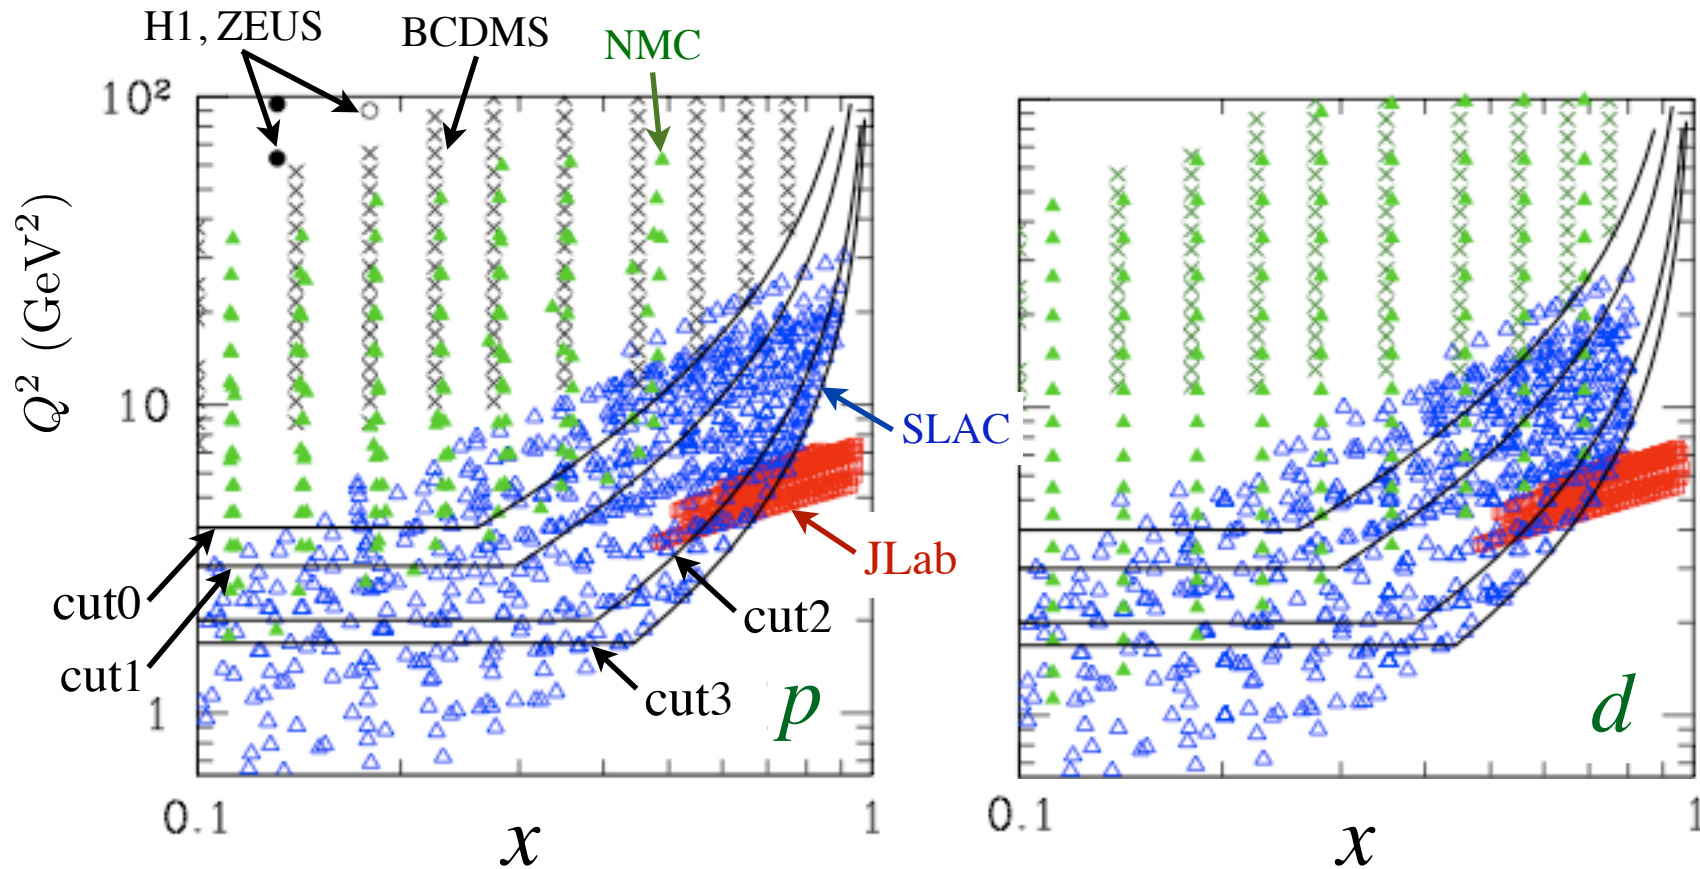 H1, ZEUS
BCDMS
NMC
10²
10
1
Q² (GeV²)
cut0
cut1
cut2
cut3
SLAC
JLab
p
d
0.1
x
1
0.1
x
1